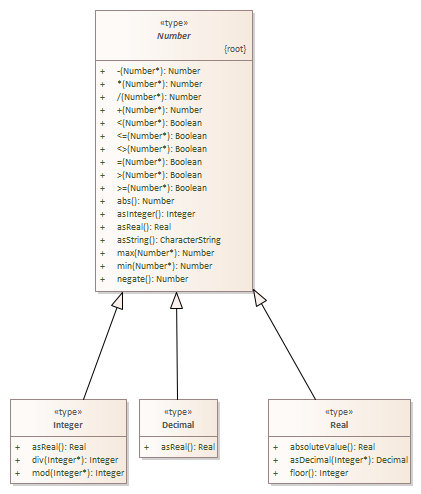 «type»
Number
{root}
+ -(Number*): Number
+ *(Number*): Number
+ /(Number*): Number
+ +(Number*): Number
+ <(Number*): Boolean
+ <=(Number*): Boolean
+ <>(Number*): Boolean
+ =(Number*): Boolean
+ >(Number*): Boolean
+ >=(Number*): Boolean
+ abs(): Number
+ asInteger(): Integer
+ asReal(): Real
+ asString(): CharacterString
+ max(Number*): Number
+ min(Number*): Number
+ negate(): Number
«type»
Integer
+ asReal(): Real
+ div(Integer*): Integer
+ mod(Integer*): Integer
«type»
Decimal
+ asReal(): Real
«type»
Real
+ absoluteValue(): Real
+ asDecimal(Integer*): Decimal
+ floor(): Integer